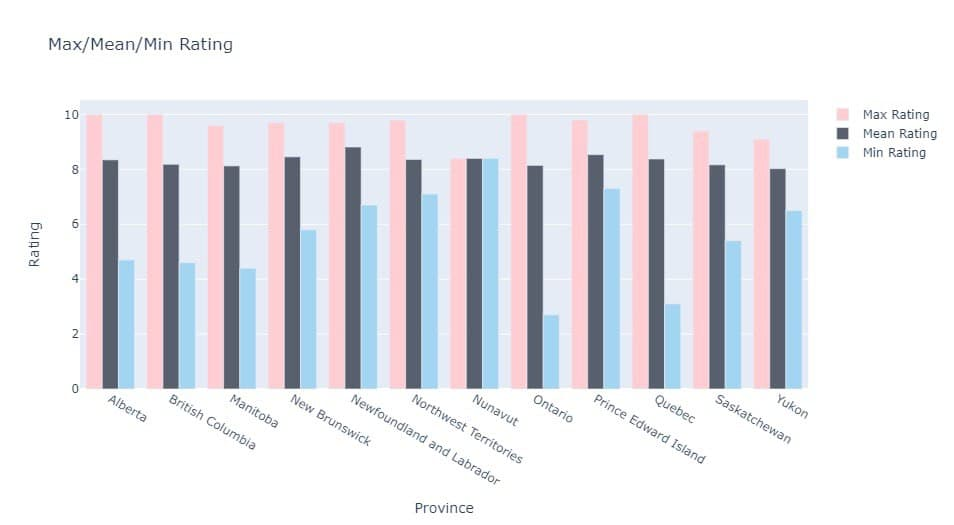 Max/Mean/Min Rating
10
8
6
4
2
0
Rating
Max Rating
Mean Rating
Min Rating
Alberta
British Columbia
Manitoba
New Brunswick
Newfoundland and Labrador
Northwest Territories
Nunavut
Ontario
Prince Edward Island
Quebec
Saskatchewan
Yukon
Province